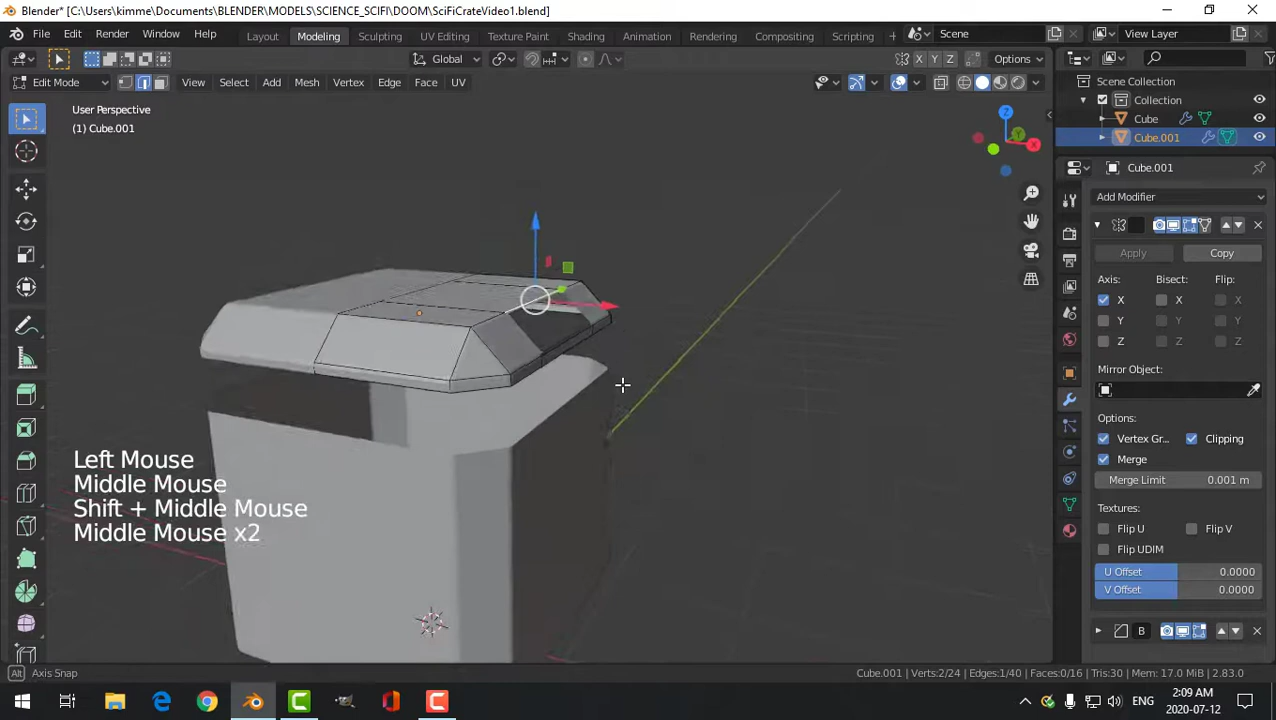 Blender* [C:\Users\kimme\Documents\BLENDER\MODELS\SCIENCE_SCIFI\DOOM\SciFiCrateVideo1.blend]
File Edit Render Window Help Layout Modeling Sculpting UV Editing Texture Paint Shading Animation Rendering Compositing Scripting + Scene View Layer
Global X Y Z Options
Edit Mode View Select Add Mesh Vertex Edge Face UV
User Perspective
(1) Cube.001
Z
Y
X
Scene Collection
Collection
Cube
Cube.001
Cube.001
Add Modifier
Apply Copy
Axis: Bisect: Flip:
X X X
Y Y Y
Z Z Z
Mirror Object:
Options:
Vertex Gr... Clipping
Merge
Merge Limit 0.001 m
Textures:
Flip U Flip V
Flip UDIM
U Offset 0.0000
V Offset 0.0000
B
Left Mouse
Middle Mouse
Shift + Middle Mouse
Middle Mouse x2
Alt Axis Snap
Cube.001 | Verts:2/24 | Edges:1/40 | Faces:0/16 | Tris:30 | Mem: 17.0 MiB | 2.83.0
ENG
2:09 AM
2020-07-12